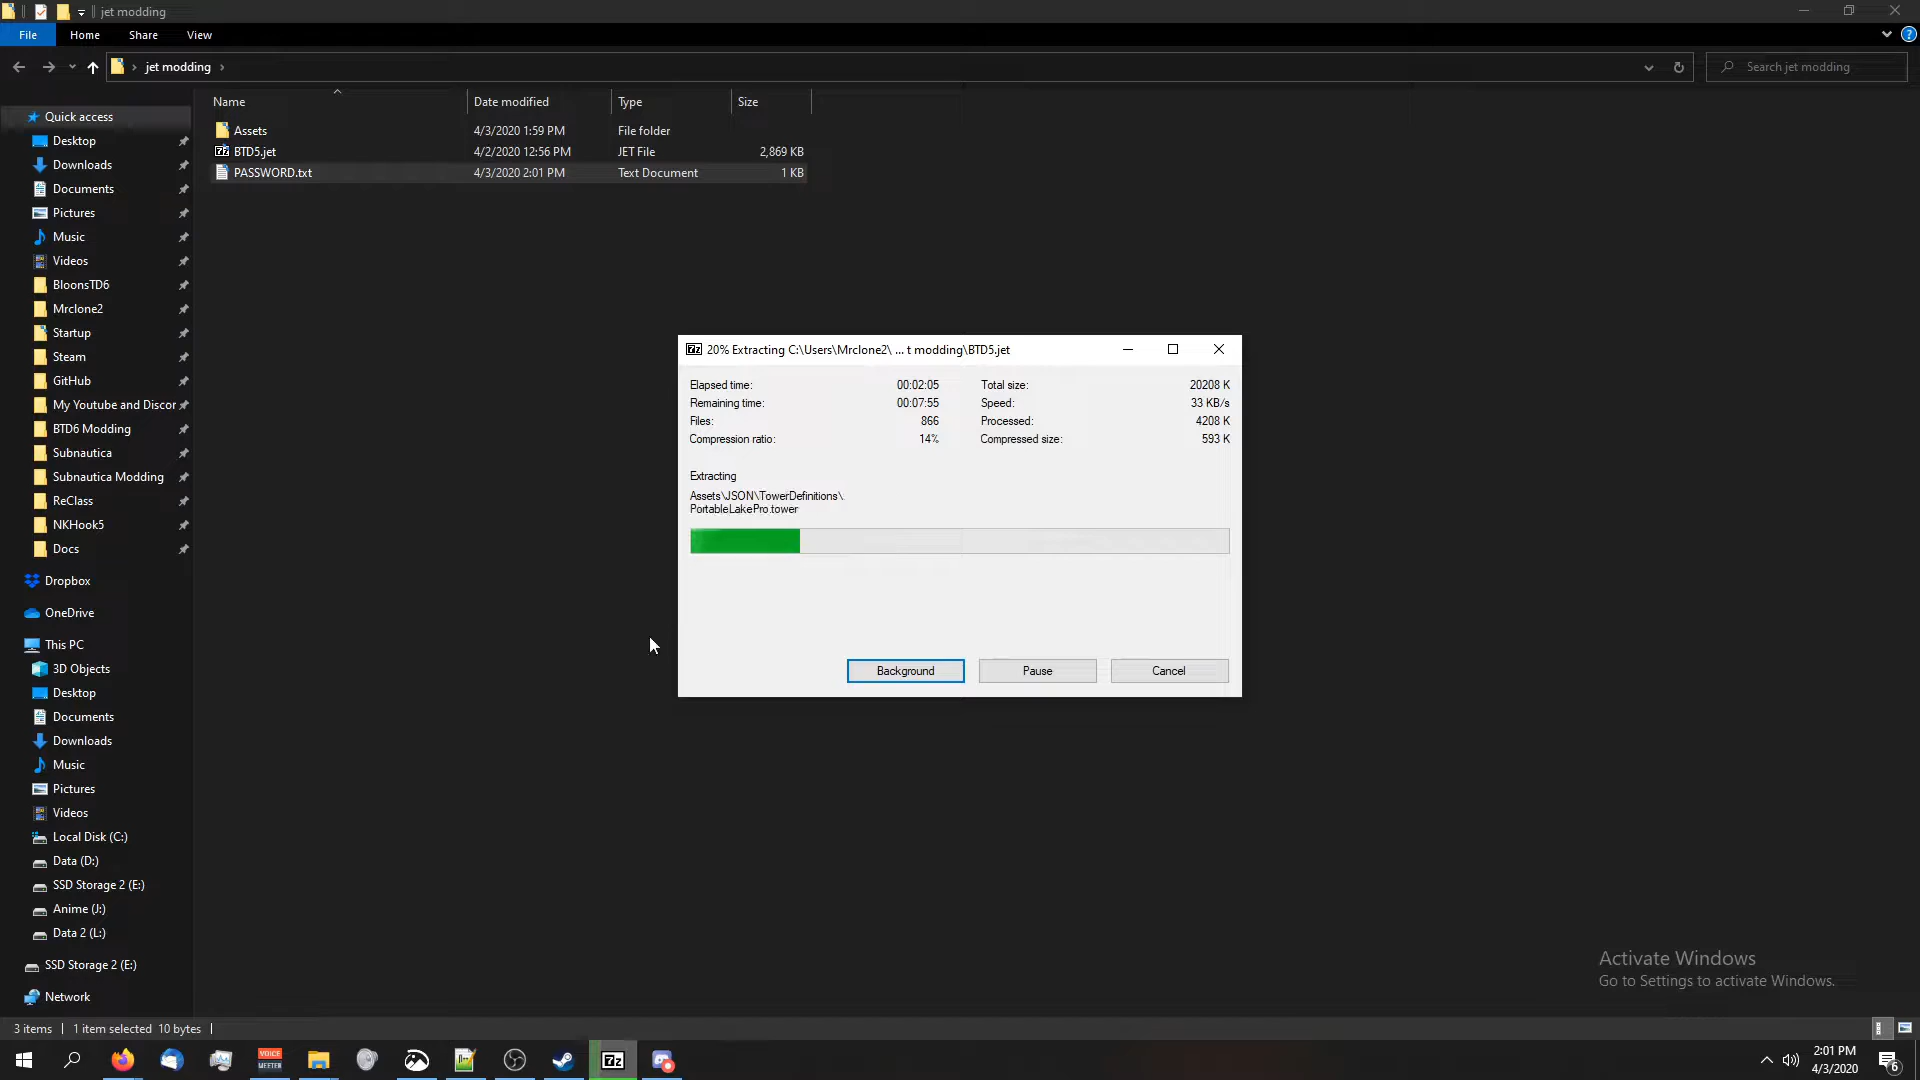 jet modding
File
Home
Share
View
jet modding
Search jet modding
Name
Date modified
Type
Size
Assets
4/3/2020 1:59 PM
File folder
BTD5.jet
4/2/2020 12:56 PM
JET File
2,869 KB
PASSWORD.txt
4/3/2020 2:01 PM
Text Document
1 KB
Quick access
Desktop
Downloads
Documents
Pictures
Music
Videos
BloonsTD6
Mrclone2
Startup
Steam
GitHub
My Youtube and Discor
BTD6 Modding
Subnautica
Subnautica Modding
ReClass
NKHook5
Docs
Dropbox
OneDrive
This PC
3D Objects
Desktop
Documents
Downloads
Music
Pictures
Videos
Local Disk (C:)
Data (D:)
SSD Storage 2 (E:)
Anime (J:)
Data 2 (L:)
SSD Storage 2 (E:)
Network
7z
20% Extracting C:\Users\Mrclone2\ ... t modding\BTD5.jet
Elapsed time:
00:02:05
Total size:
20208 K
Remaining time:
00:07:55
Speed:
33 KB/s
Files:
866
Processed:
4208 K
Compression ratio:
14%
Compressed size:
593 K
Extracting
Assets\JSON\TowerDefinitions\
PortableLakePro.tower
Background
Pause
Cancel
Activate Windows
Go to Settings to activate Windows.
3 items
1 item selected 10 bytes
VOICE
MEETER
7z
2:01 PM
4/3/2020
6